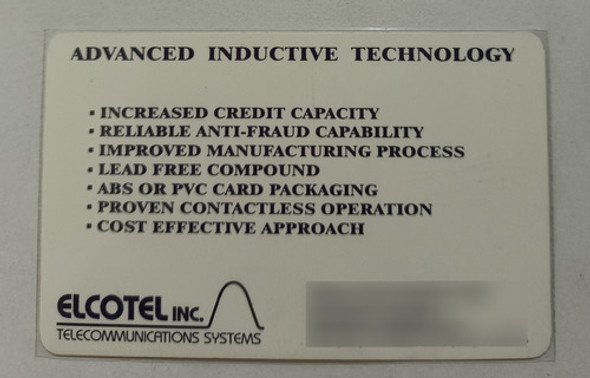 ADVANCED INDUCTIVE TECHNOLOGY
▪ INCREASED CREDIT CAPACITY
▪ RELIABLE ANTI-FRAUD CAPABILITY
▪ IMPROVED MANUFACTURING PROCESS
▪ LEAD FREE COMPOUND
▪ ABS OR PVC CARD PACKAGING
▪ PROVEN CONTACTLESS OPERATION
▪ COST EFFECTIVE APPROACH
ELCOTEL INC.
TELECOMMUNICATIONS SYSTEMS